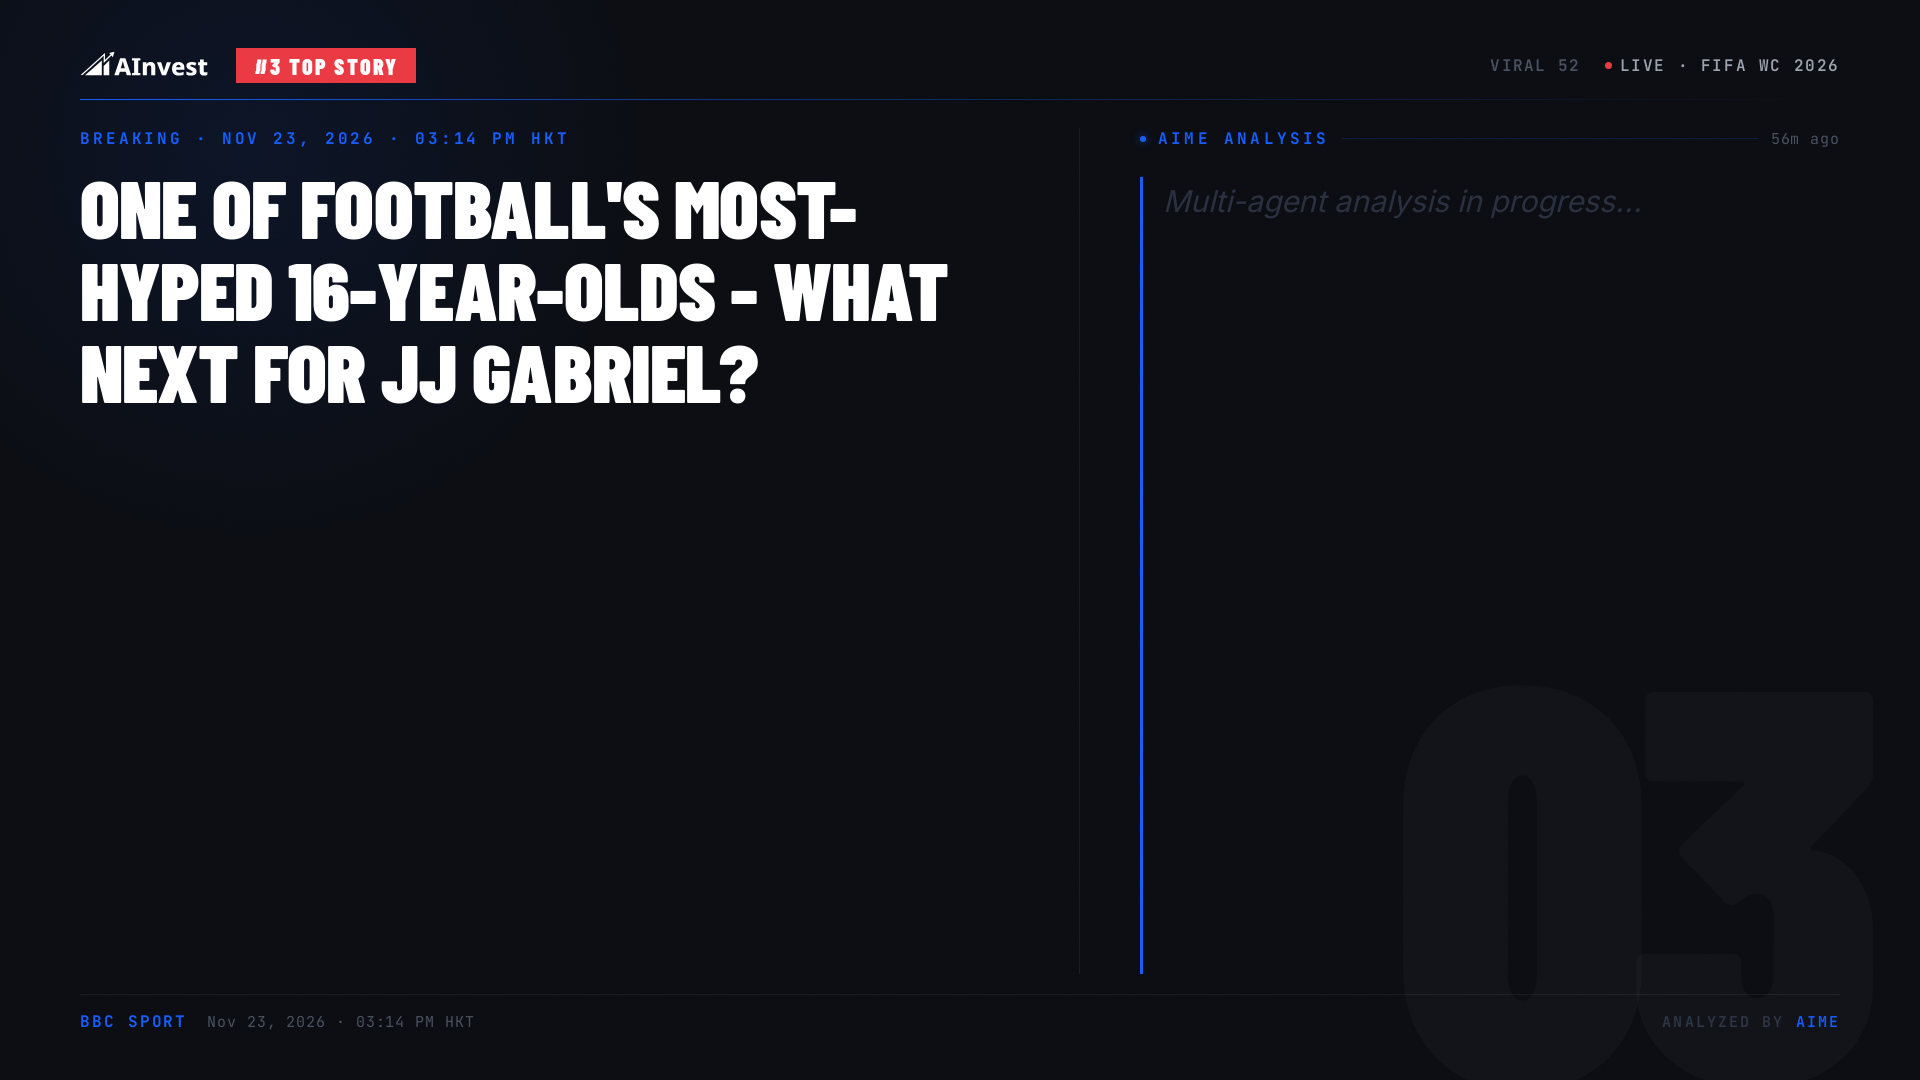 AInvest
#3 TOP STORY
VIRAL 52
LIVE · FIFA WC 2026
BREAKING · NOV 23, 2026 · 03:14 PM HKT
ONE OF FOOTBALL'S MOST-
HYPED 16-YEAR-OLDS - WHAT
NEXT FOR JJ GABRIEL?
AIME ANALYSIS
56m ago
Multi-agent analysis in progress...
03
BBC SPORT Nov 23, 2026 · 03:14 PM HKT
ANALYZED BY AIME